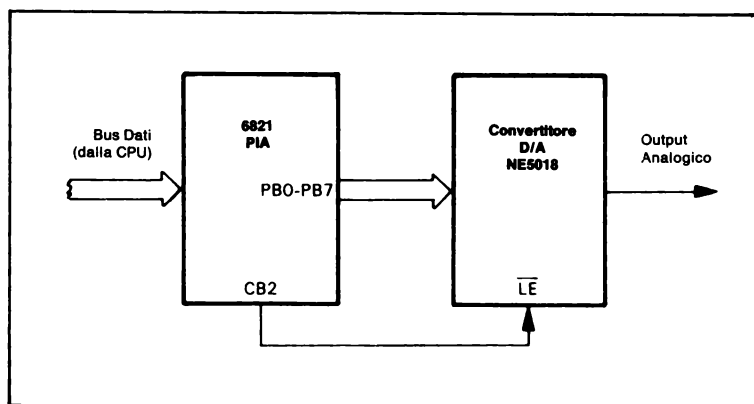 Bus Dati
(dalla CPU)
6821
PIA
PB0-PB7
CB2
Convertitore
D/A
NE5018
LE
Output
Analogico